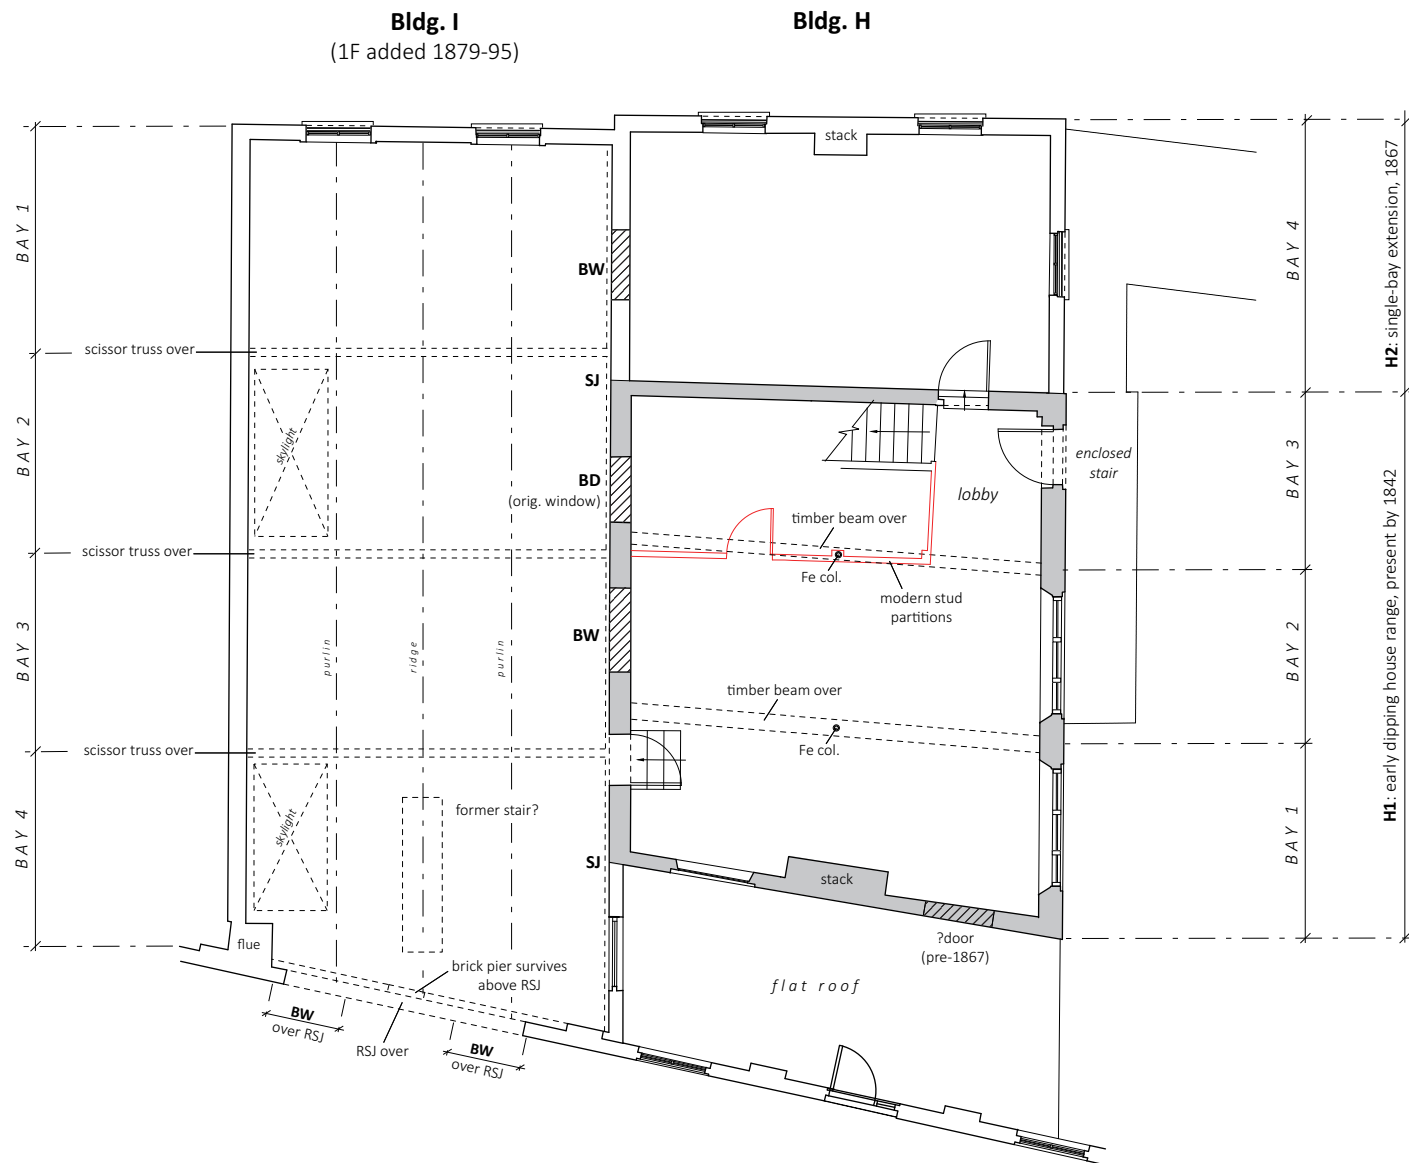 Bldg. I
(1F added 1879-95)
Bldg. H
stack
BAY 1
BAY 4
H2: single-bay extension, 1867
BW
scissor truss over
SJ
BAY 2
skylight
BD
(orig. window)
lobby
enclosed
stair
BAY 3
timber beam over
scissor truss over
Fe col.
modern stud
partitions
BAY 3
purlin
ridge
purlin
BW
BAY 2
timber beam over
Fe col.
scissor truss over
H1: early dipping house range, present by 1842
BAY 4
skylight
former stair?
SJ
stack
BAY 1
flue
?door
(pre-1867)
brick pier survives
above RSJ
flat roof
BW
over RSJ
RSJ over
BW
over RSJ